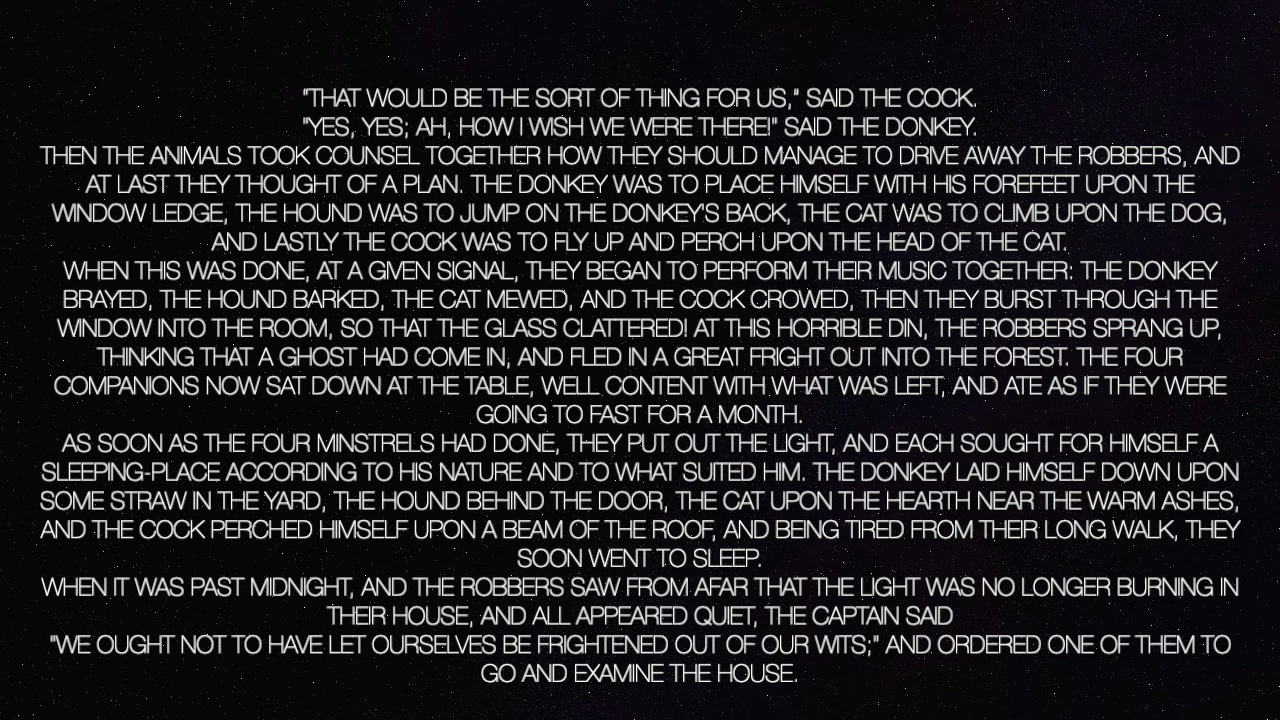 "THAT WOULD BE THE SORT OF THING FOR US," SAID THE COCK.
"YES, YES; AH, HOW I WISH WE WERE THERE!" SAID THE DONKEY.
THEN THE ANIMALS TOOK COUNSEL TOGETHER HOW THEY SHOULD MANAGE TO DRIVE AWAY THE ROBBERS, AND
AT LAST THEY THOUGHT OF A PLAN. THE DONKEY WAS TO PLACE HIMSELF WITH HIS FOREFEET UPON THE
WINDOW LEDGE, THE HOUND WAS TO JUMP ON THE DONKEY'S BACK, THE CAT WAS TO CLIMB UPON THE DOG,
AND LASTLY THE COCK WAS TO FLY UP AND PERCH UPON THE HEAD OF THE CAT.
WHEN THIS WAS DONE, AT A GIVEN SIGNAL, THEY BEGAN TO PERFORM THEIR MUSIC TOGETHER: THE DONKEY
BRAYED, THE HOUND BARKED, THE CAT MEWED, AND THE COCK CROWED, THEN THEY BURST THROUGH THE
WINDOW INTO THE ROOM, SO THAT THE GLASS CLATTERED! AT THIS HORRIBLE DIN, THE ROBBERS SPRANG UP,
THINKING THAT A GHOST HAD COME IN, AND FLED IN A GREAT FRIGHT OUT INTO THE FOREST. THE FOUR
COMPANIONS NOW SAT DOWN AT THE TABLE, WELL CONTENT WITH WHAT WAS LEFT, AND ATE AS IF THEY WERE
GOING TO FAST FOR A MONTH.
AS SOON AS THE FOUR MINSTRELS HAD DONE, THEY PUT OUT THE LIGHT, AND EACH SOUGHT FOR HIMSELF A
SLEEPING-PLACE ACCORDING TO HIS NATURE AND TO WHAT SUITED HIM. THE DONKEY LAID HIMSELF DOWN UPON
SOME STRAW IN THE YARD, THE HOUND BEHIND THE DOOR, THE CAT UPON THE HEARTH NEAR THE WARM ASHES,
AND THE COCK PERCHED HIMSELF UPON A BEAM OF THE ROOF, AND BEING TIRED FROM THEIR LONG WALK, THEY
SOON WENT TO SLEEP.
WHEN IT WAS PAST MIDNIGHT, AND THE ROBBERS SAW FROM AFAR THAT THE LIGHT WAS NO LONGER BURNING IN
THEIR HOUSE, AND ALL APPEARED QUIET, THE CAPTAIN SAID
"WE OUGHT NOT TO HAVE LET OURSELVES BE FRIGHTENED OUT OF OUR WITS;" AND ORDERED ONE OF THEM TO
GO AND EXAMINE THE HOUSE.